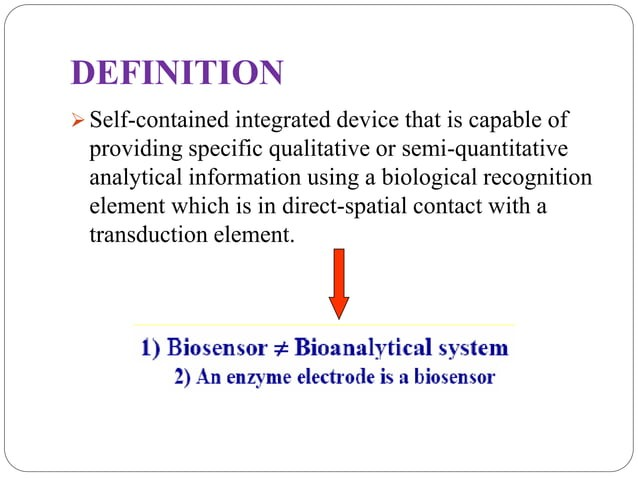 DEFINITION
➢ Self-contained integrated device that is capable of
providing specific qualitative or semi-quantitative
analytical information using a biological recognition
element which is in direct-spatial contact with a
transduction element.
1) Biosensor ≠ Bioanalytical system
2) An enzyme electrode is a biosensor